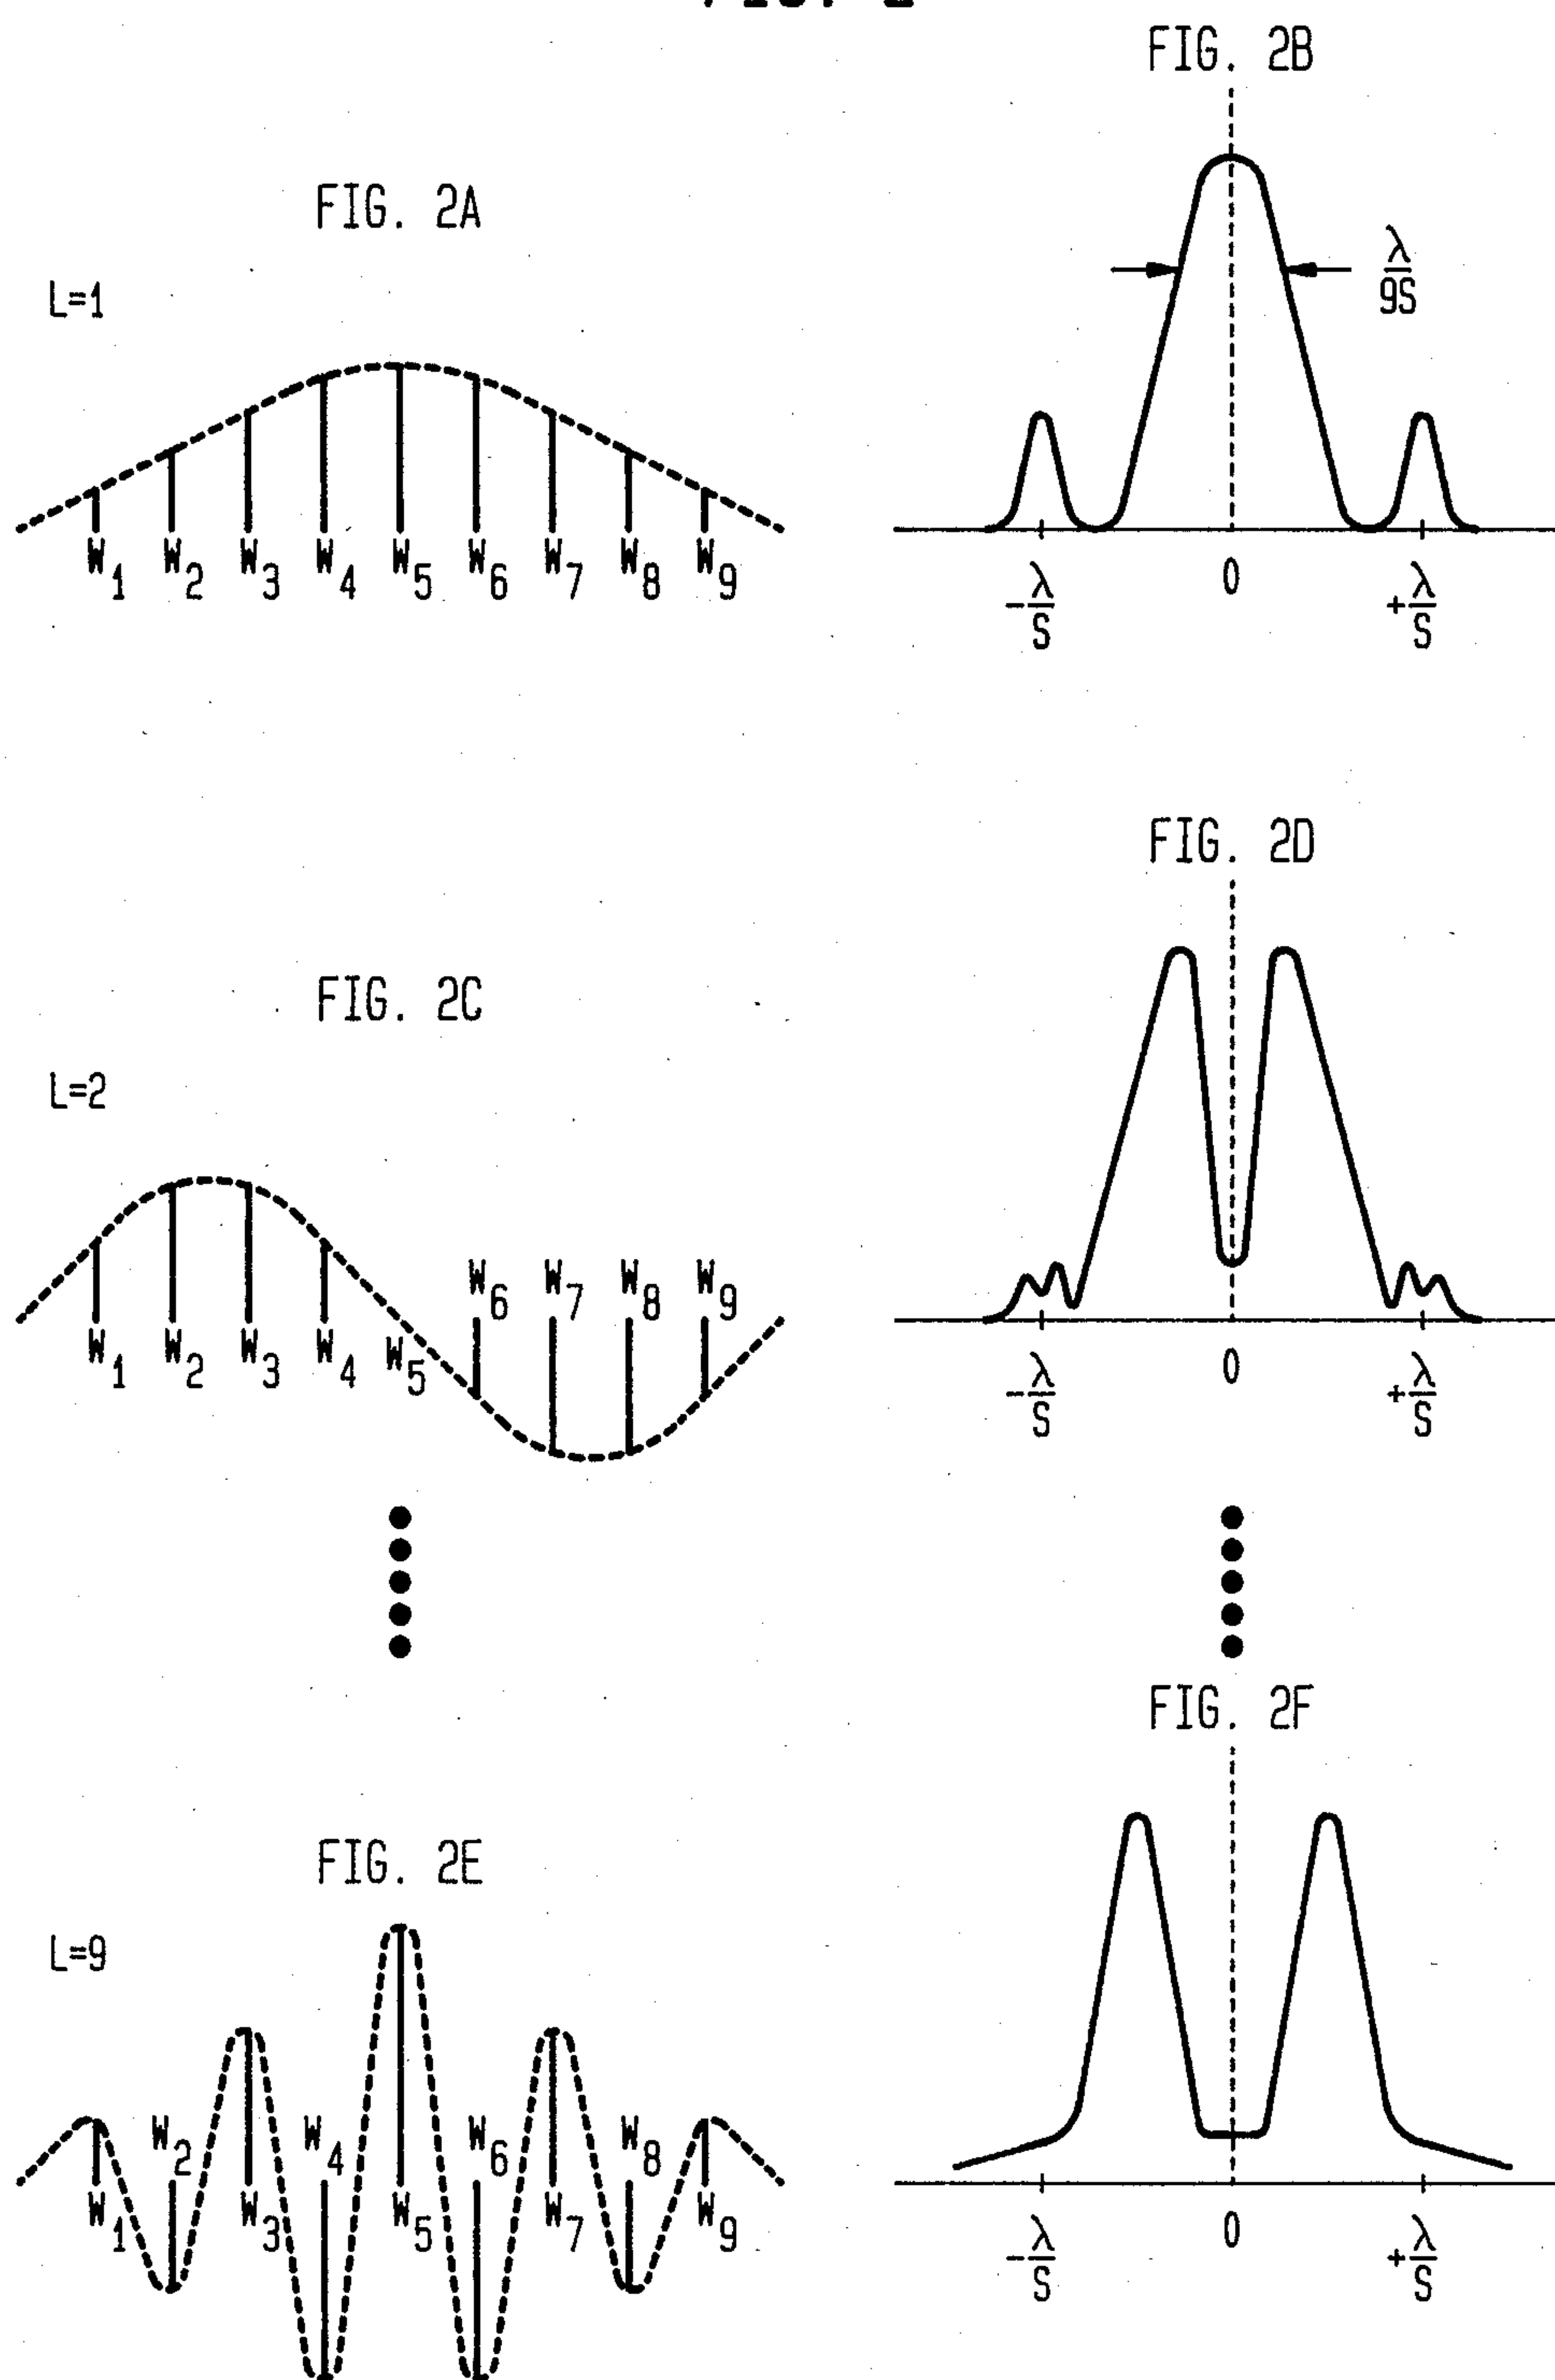 FIG. 2B
FIG. 2A
L=1
λ/9S
W1 W2 W3 W4 W5 W6 W7 W8 W9
-λ/S 0 +λ/S
FIG. 2D
FIG. 2C
L=2
W6 W7 W8 W9
W1 W2 W3 W4 W5
-λ/S 0 +λ/S
FIG. 2F
FIG. 2E
L=9
W2 W4 W6 W8
W1 W3 W5 W7 W9
-λ/S 0 +λ/S